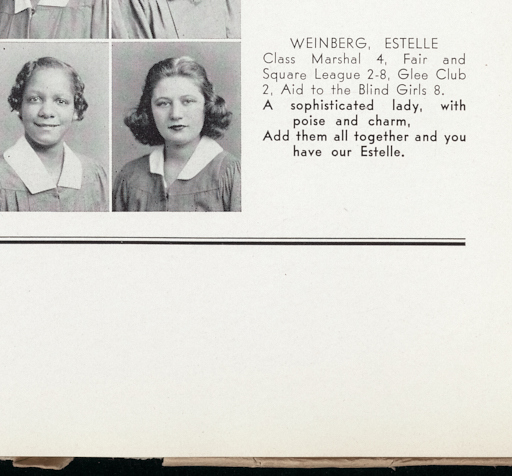 WEINBERG, ESTELLE
Class Marshal 4, Fair and
Square League 2-8, Glee Club
2, Aid to the Blind Girls 8.
A sophisticated lady, with
poise and charm,
Add them all together and you
have our Estelle.